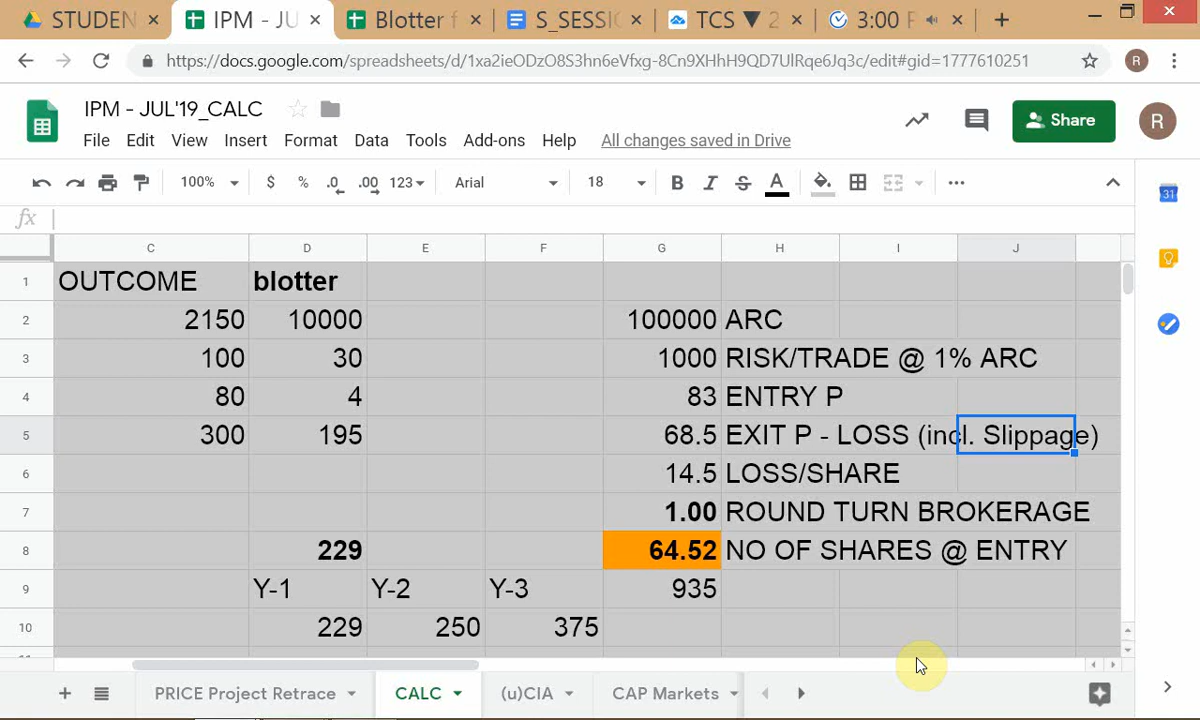 STUDEN × IPM - JU × Blotter f × S_SESSIO × TCS ▼ 2 × 3:00 P × +
https://docs.google.com/spreadsheets/d/1xa2ieODzO8S3hn6eVfxg-8Cn9XHhH9QD7UlRqe6Jq3c/edit#gid=1777610251 R
IPM - JUL'19_CALC
File Edit View Insert Format Data Tools Add-ons Help All changes saved in Drive
Share R
100% $ % .0 .00 123 Arial 18 B I S A
31
fx
C D E F G H I J
1 OUTCOME blotter
2 2150 10000 100000 ARC
3 100 30 1000 RISK/TRADE @ 1% ARC
4 80 4 83 ENTRY P
5 300 195 68.5 EXIT P - LOSS (incl. Slippage)
6 14.5 LOSS/SHARE
7 1.00 ROUND TURN BROKERAGE
8 229 64.52 NO OF SHARES @ ENTRY
9 Y-1 Y-2 Y-3 935
10 229 250 375
+ PRICE Project Retrace CALC (u)CIA CAP Markets